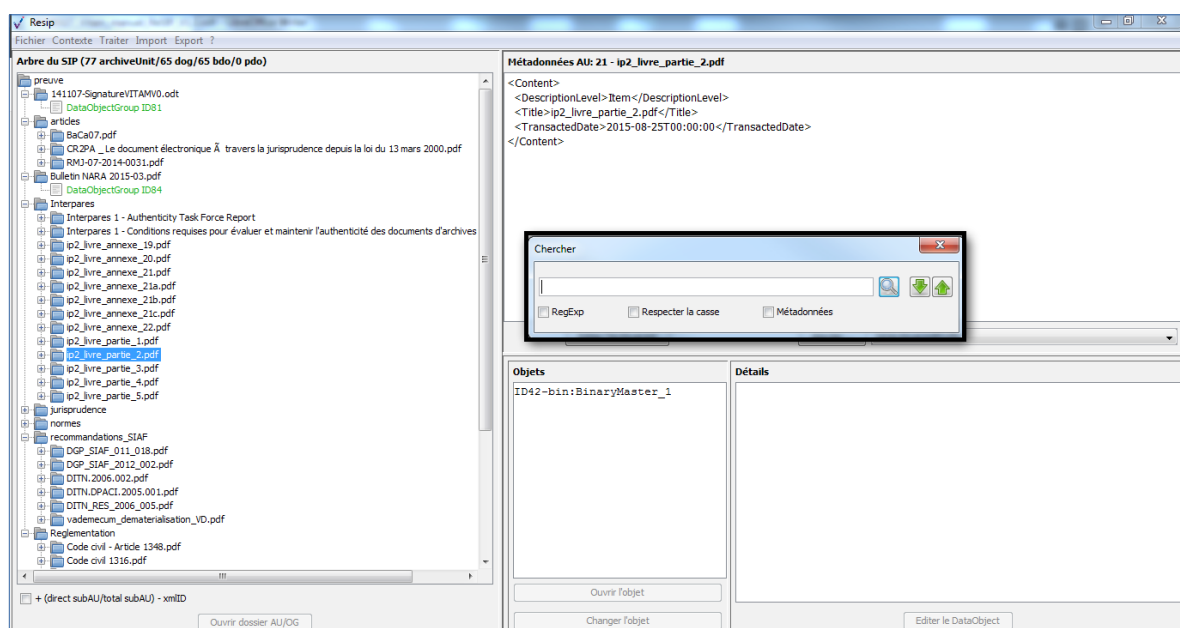 Resip
Fichier Contexte Traiter Import Export ?
Arbre du SIP (77 archiveUnit/65 dog/65 bdo/0 pdo)
preuve
141107-SignatureVITAMV0.odt
DataObjectGroup ID81
articles
BaCa07.pdf
CR2PA _ Le document électronique Ã travers la jurisprudence depuis la loi du 13 mars 2000.pdf
RMJ-07-2014-0031.pdf
Bulletin NARA 2015-03.pdf
DataObjectGroup ID84
Interpares
Interpares 1 - Authenticity Task Force Report
Interpares 1 - Conditions requises pour évaluer et maintenir l'authenticité des documents d'archives
ip2_livre_annexe_19.pdf
ip2_livre_annexe_20.pdf
ip2_livre_annexe_21.pdf
ip2_livre_annexe_21a.pdf
ip2_livre_annexe_21b.pdf
ip2_livre_annexe_21c.pdf
ip2_livre_annexe_22.pdf
ip2_livre_partie_1.pdf
ip2_livre_partie_2.pdf
ip2_livre_partie_3.pdf
ip2_livre_partie_4.pdf
ip2_livre_partie_5.pdf
jurisprudence
normes
recommandations_SIAF
DGP_SIAF_011_018.pdf
DGP_SIAF_2012_002.pdf
DITN.2006.002.pdf
DITN.DPACI.2005.001.pdf
DITN_RES_2006_005.pdf
vademecum_dematerialisation_VD.pdf
Reglementation
Code civil - Article 1348.pdf
Code civil 1316.pdf
+ (direct subAU/total subAU) - xmlID
Ouvrir dossier AU/OG
Métadonnées AU: 21 - ip2_livre_partie_2.pdf
<Content>
<DescriptionLevel>Item</DescriptionLevel>
<Title>ip2_livre_partie_2.pdf</Title>
<TransactedDate>2015-08-25T00:00:00</TransactedDate>
</Content>
Chercher
RegExp
Respecter la casse
Métadonnées
Objets
ID42-bin:BinaryMaster_1
Ouvrir l'objet
Changer l'objet
Détails
Editer le DataObject